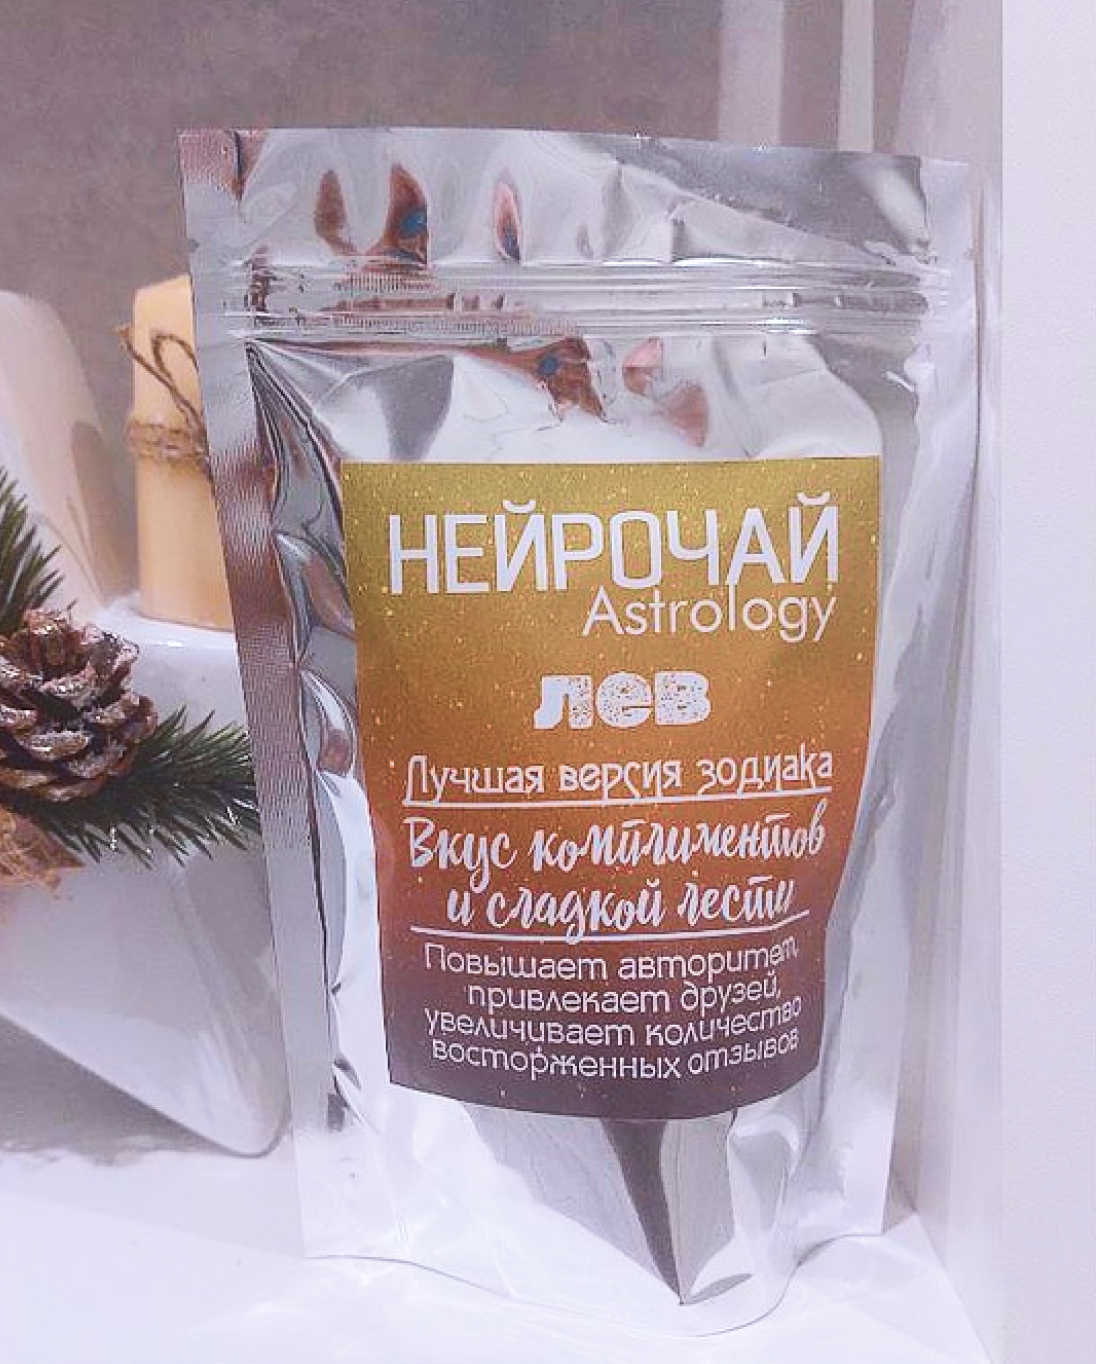 НЕЙРОЧАЙ
Astrology
лев
Лучшая версия зодиака
Вкус комплиментов
и сладкой лести
Повышает авторитет,
привлекает друзей,
увеличивает количество
восторженных отзывов